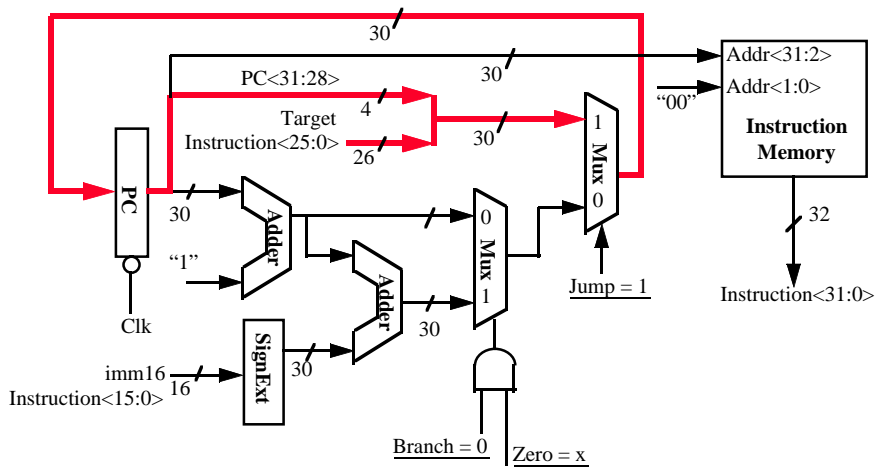 30
30
Addr<31:2>
PC<31:28>
4
"00"
Addr<1:0>
Target
Instruction<25:0>
26
30
1
Mux
0
Instruction
Memory
PC
30
Adder
0
Mux
1
32
"1"
Adder
Jump = 1
Instruction<31:0>
Clk
30
SignExt
30
imm16
16
Instruction<15:0>
Branch = 0
Zero = x